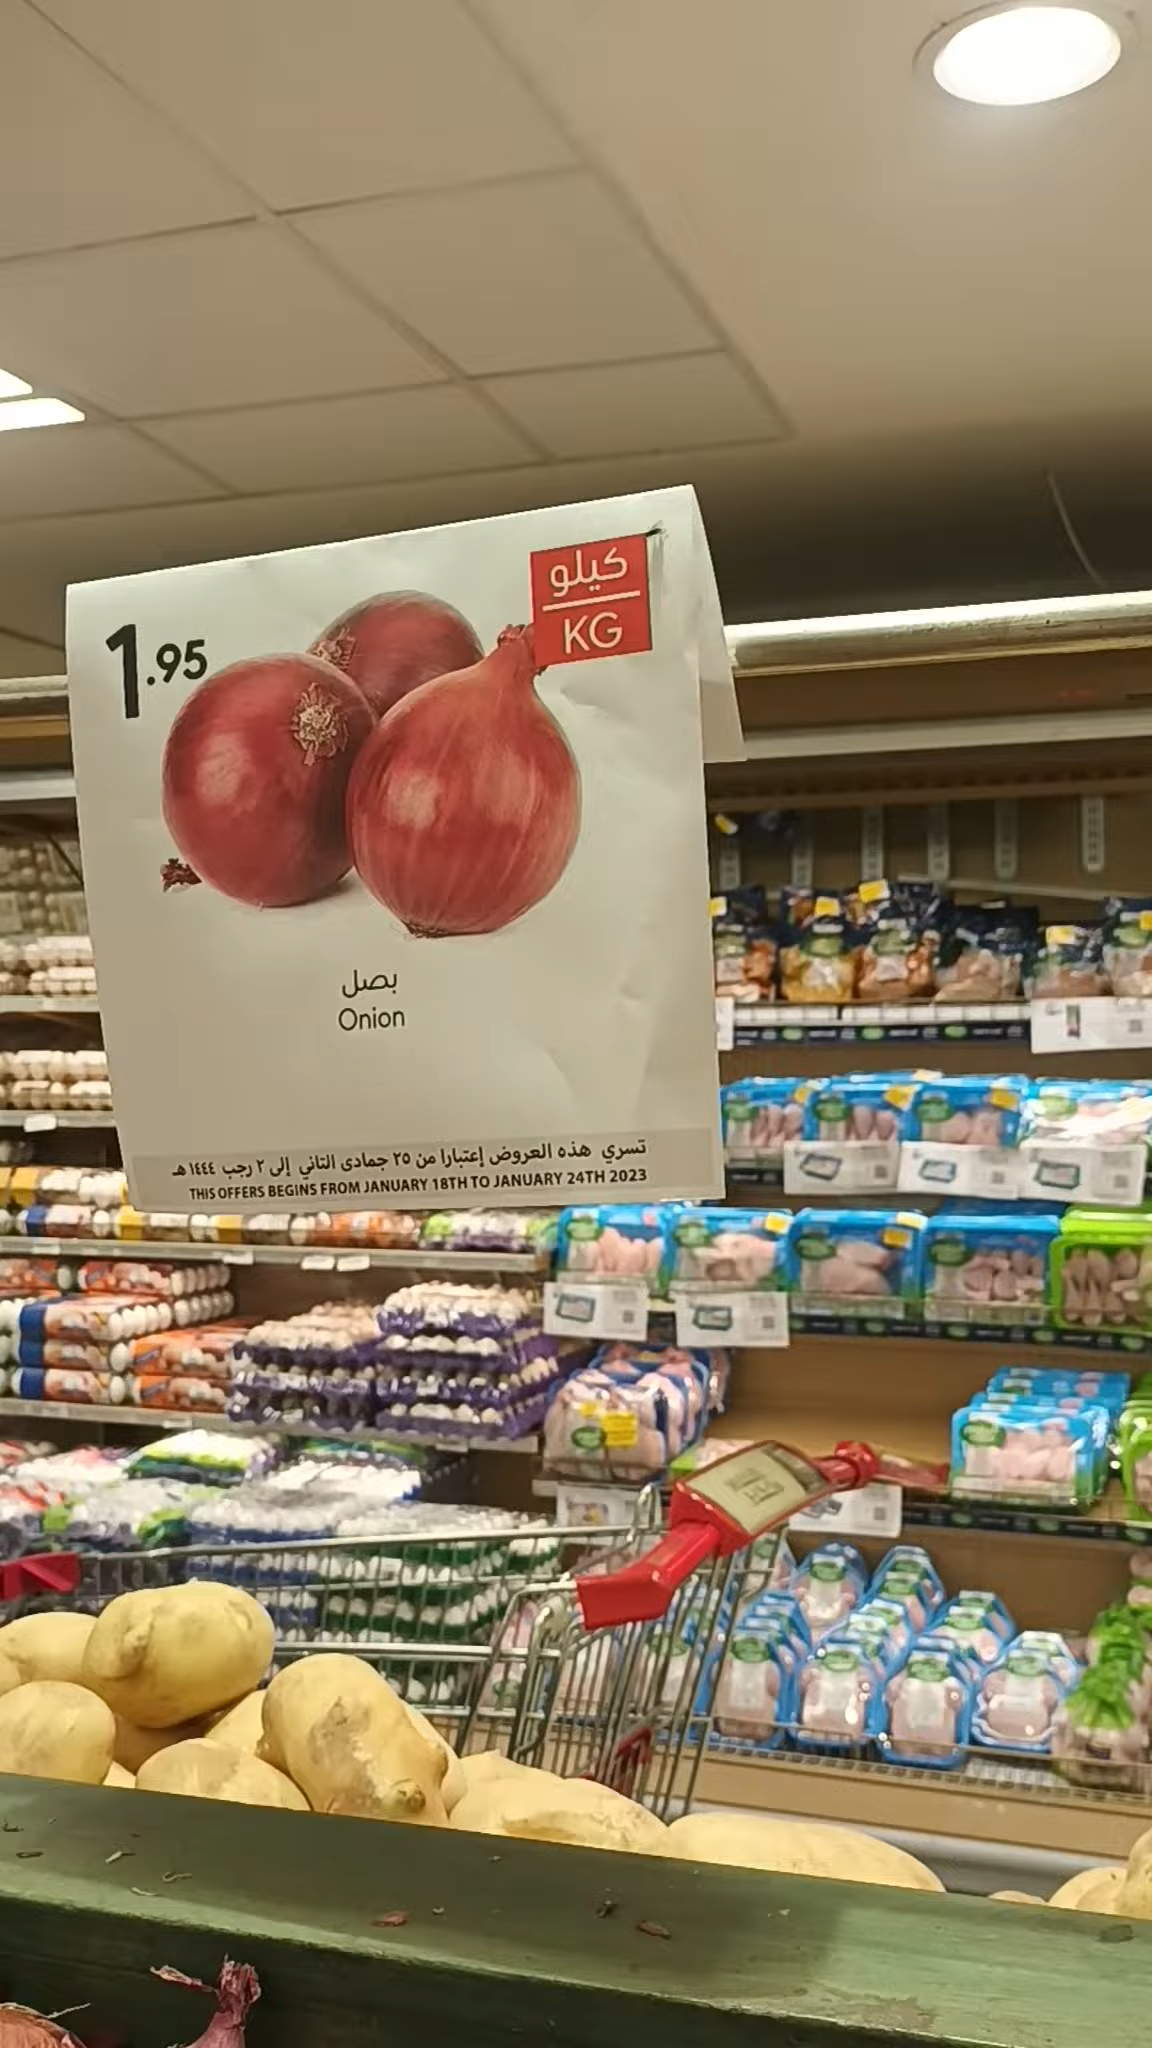 1.95
كيلو
KG
بصل
Onion
تسري هذه العروض إعتبارا من ٢٥ جمادى الثاني إلى ٢ رجب ١٤٤٤ هـ
THIS OFFERS BEGINS FROM JANUARY 18TH TO JANUARY 24TH 2023